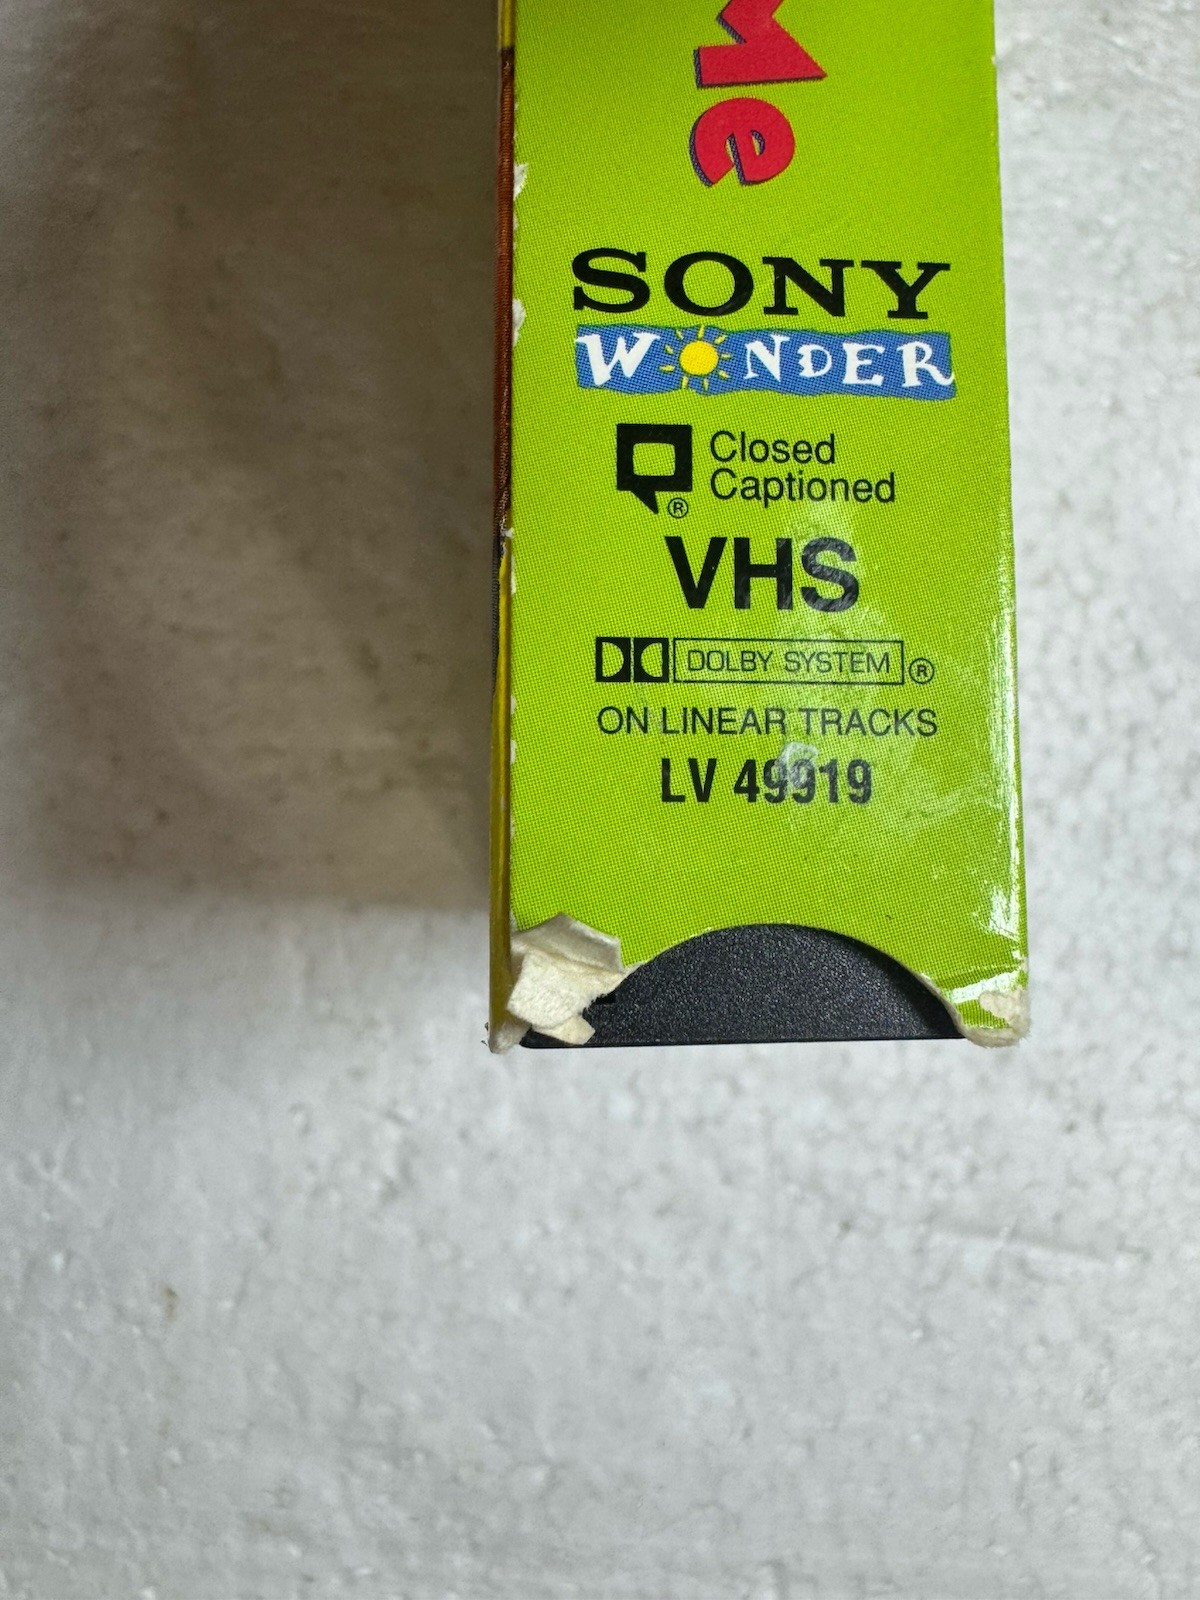 Me
SONY
WONDER
Closed
Captioned
®
VHS
DOLBY SYSTEM ®
ON LINEAR TRACKS
LV 49919